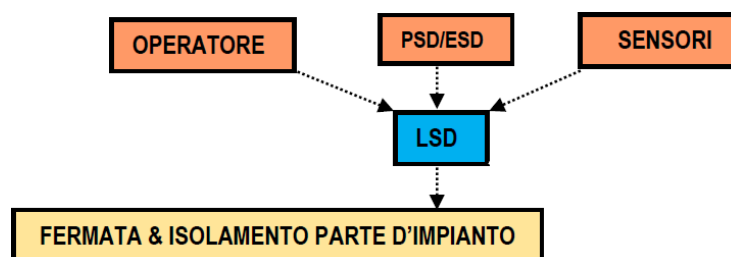 OPERATORE
PSD/ESD
SENSORI
LSD
FERMATA & ISOLAMENTO PARTE D'IMPIANTO